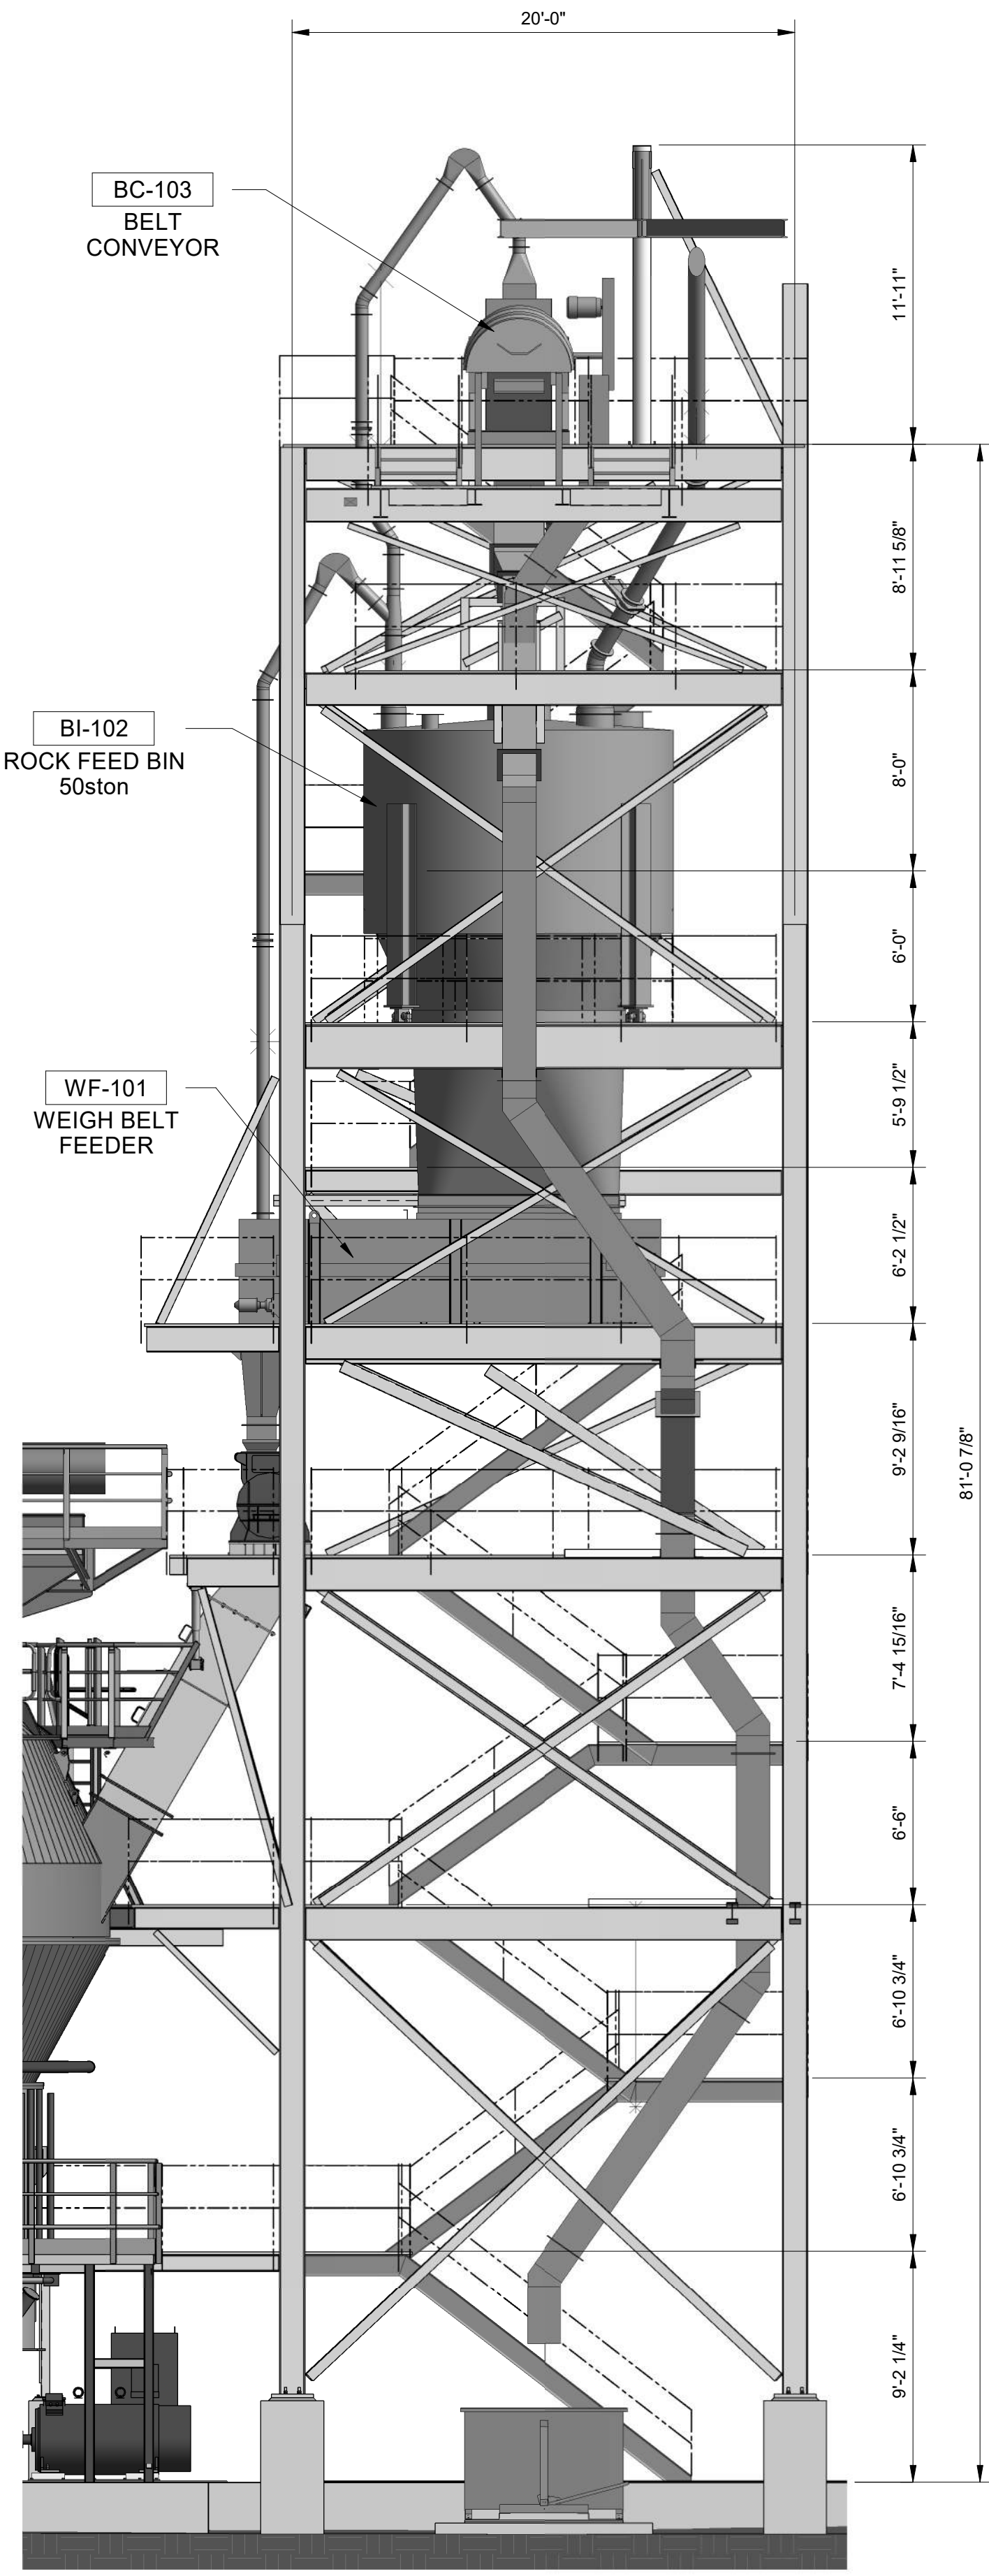 20'-0"
BC-103
BELT
CONVEYOR
11'-11"
8'-11 5/8"
BI-102
ROCK FEED BIN
50ston
8'-0"
6'-0"
WF-101
WEIGH BELT
FEEDER
5'-9 1/2"
6'-2 1/2"
9'-2 9/16"
81'-0 7/8"
7'-4 15/16"
6'-6"
6'-10 3/4"
6'-10 3/4"
9'-2 1/4"